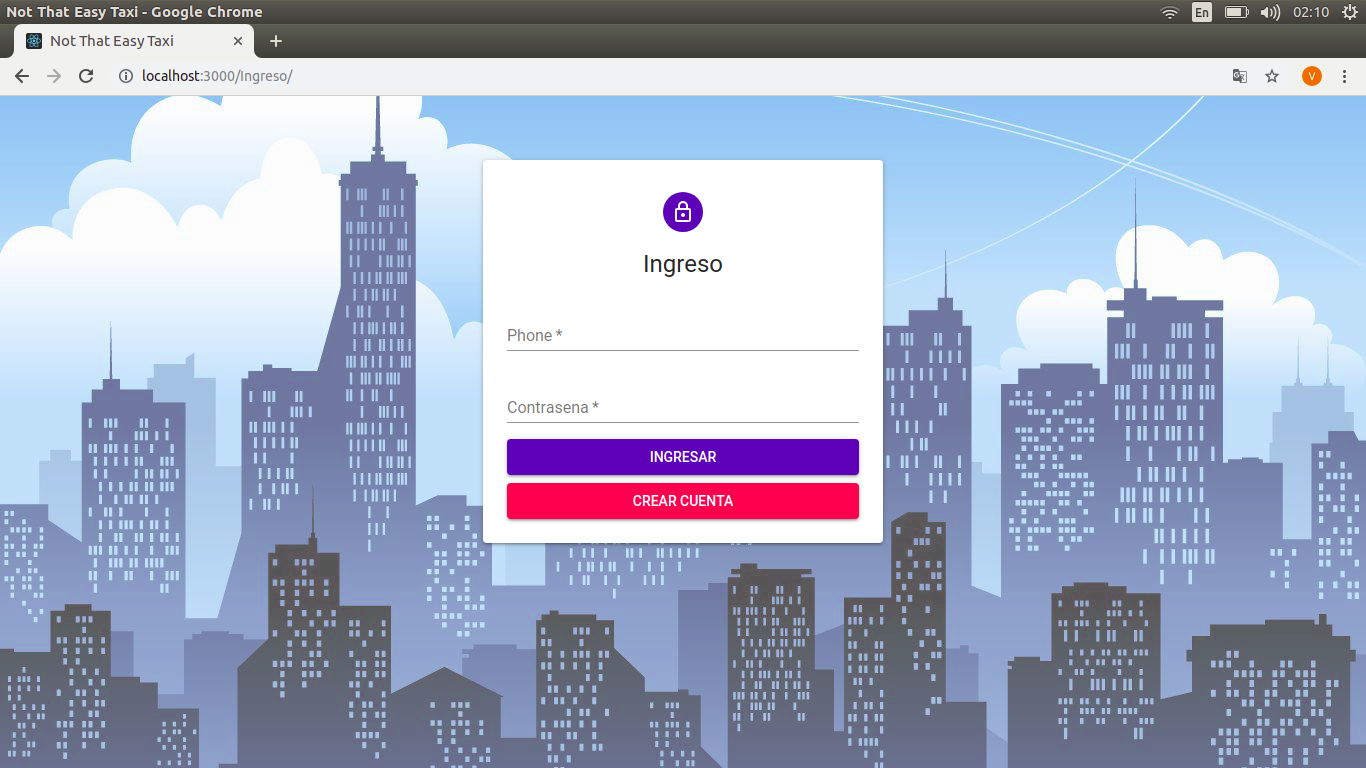 Not That Easy Taxi - Google Chrome
En
02:10
Not That Easy Taxi
localhost:3000/Ingreso/
V
Ingreso
Phone *
Contrasena *
INGRESAR
CREAR CUENTA